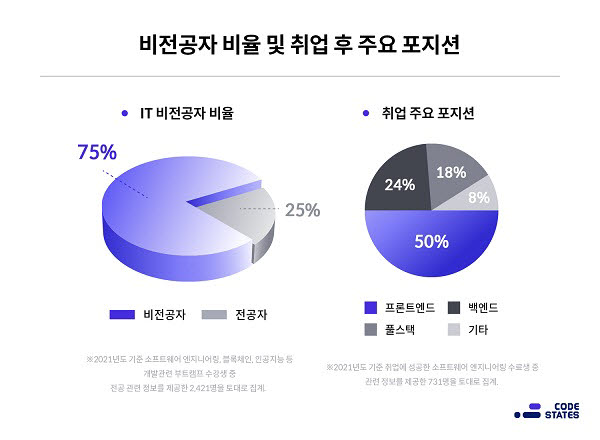 비전공자 비율 및 취업 후 주요 포지션
IT 비전공자 비율
75%
25%
비전공자
전공자
※2021년도 기준 소프트웨어 엔지니어링, 블록체인, 인공지능 등
개발관련 부트캠프 수강생 중
전공 관련 정보를 제공한 2,421명을 토대로 집계.
취업 주요 포지션
24%
18%
8%
50%
프론트엔드
백엔드
풀스택
기타
※2021년도 기준 취업에 성공한 소프트웨어 엔지니어링 수료생 중
관련 정보를 제공한 731명을 토대로 집계.
CODE
STATES